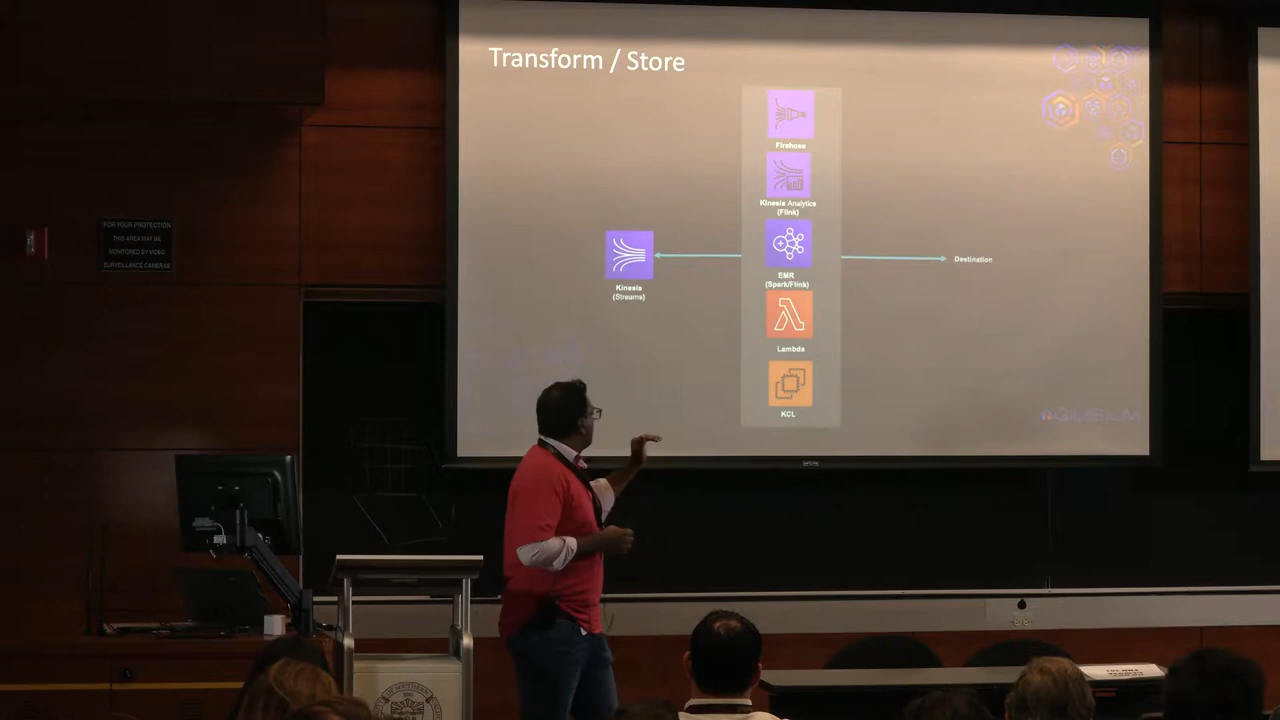 Transform / Store
Firehose
Kinesis Analytics
(Flink)
EMR
(Spark/Flink)
Lambda
KCL
Kinesis
(Streams)
Destination
AGILISIUM
FOR YOUR PROTECTION
THIS AREA MAY BE
MONITORED BY VIDEO
SURVEILLANCE CAMERAS